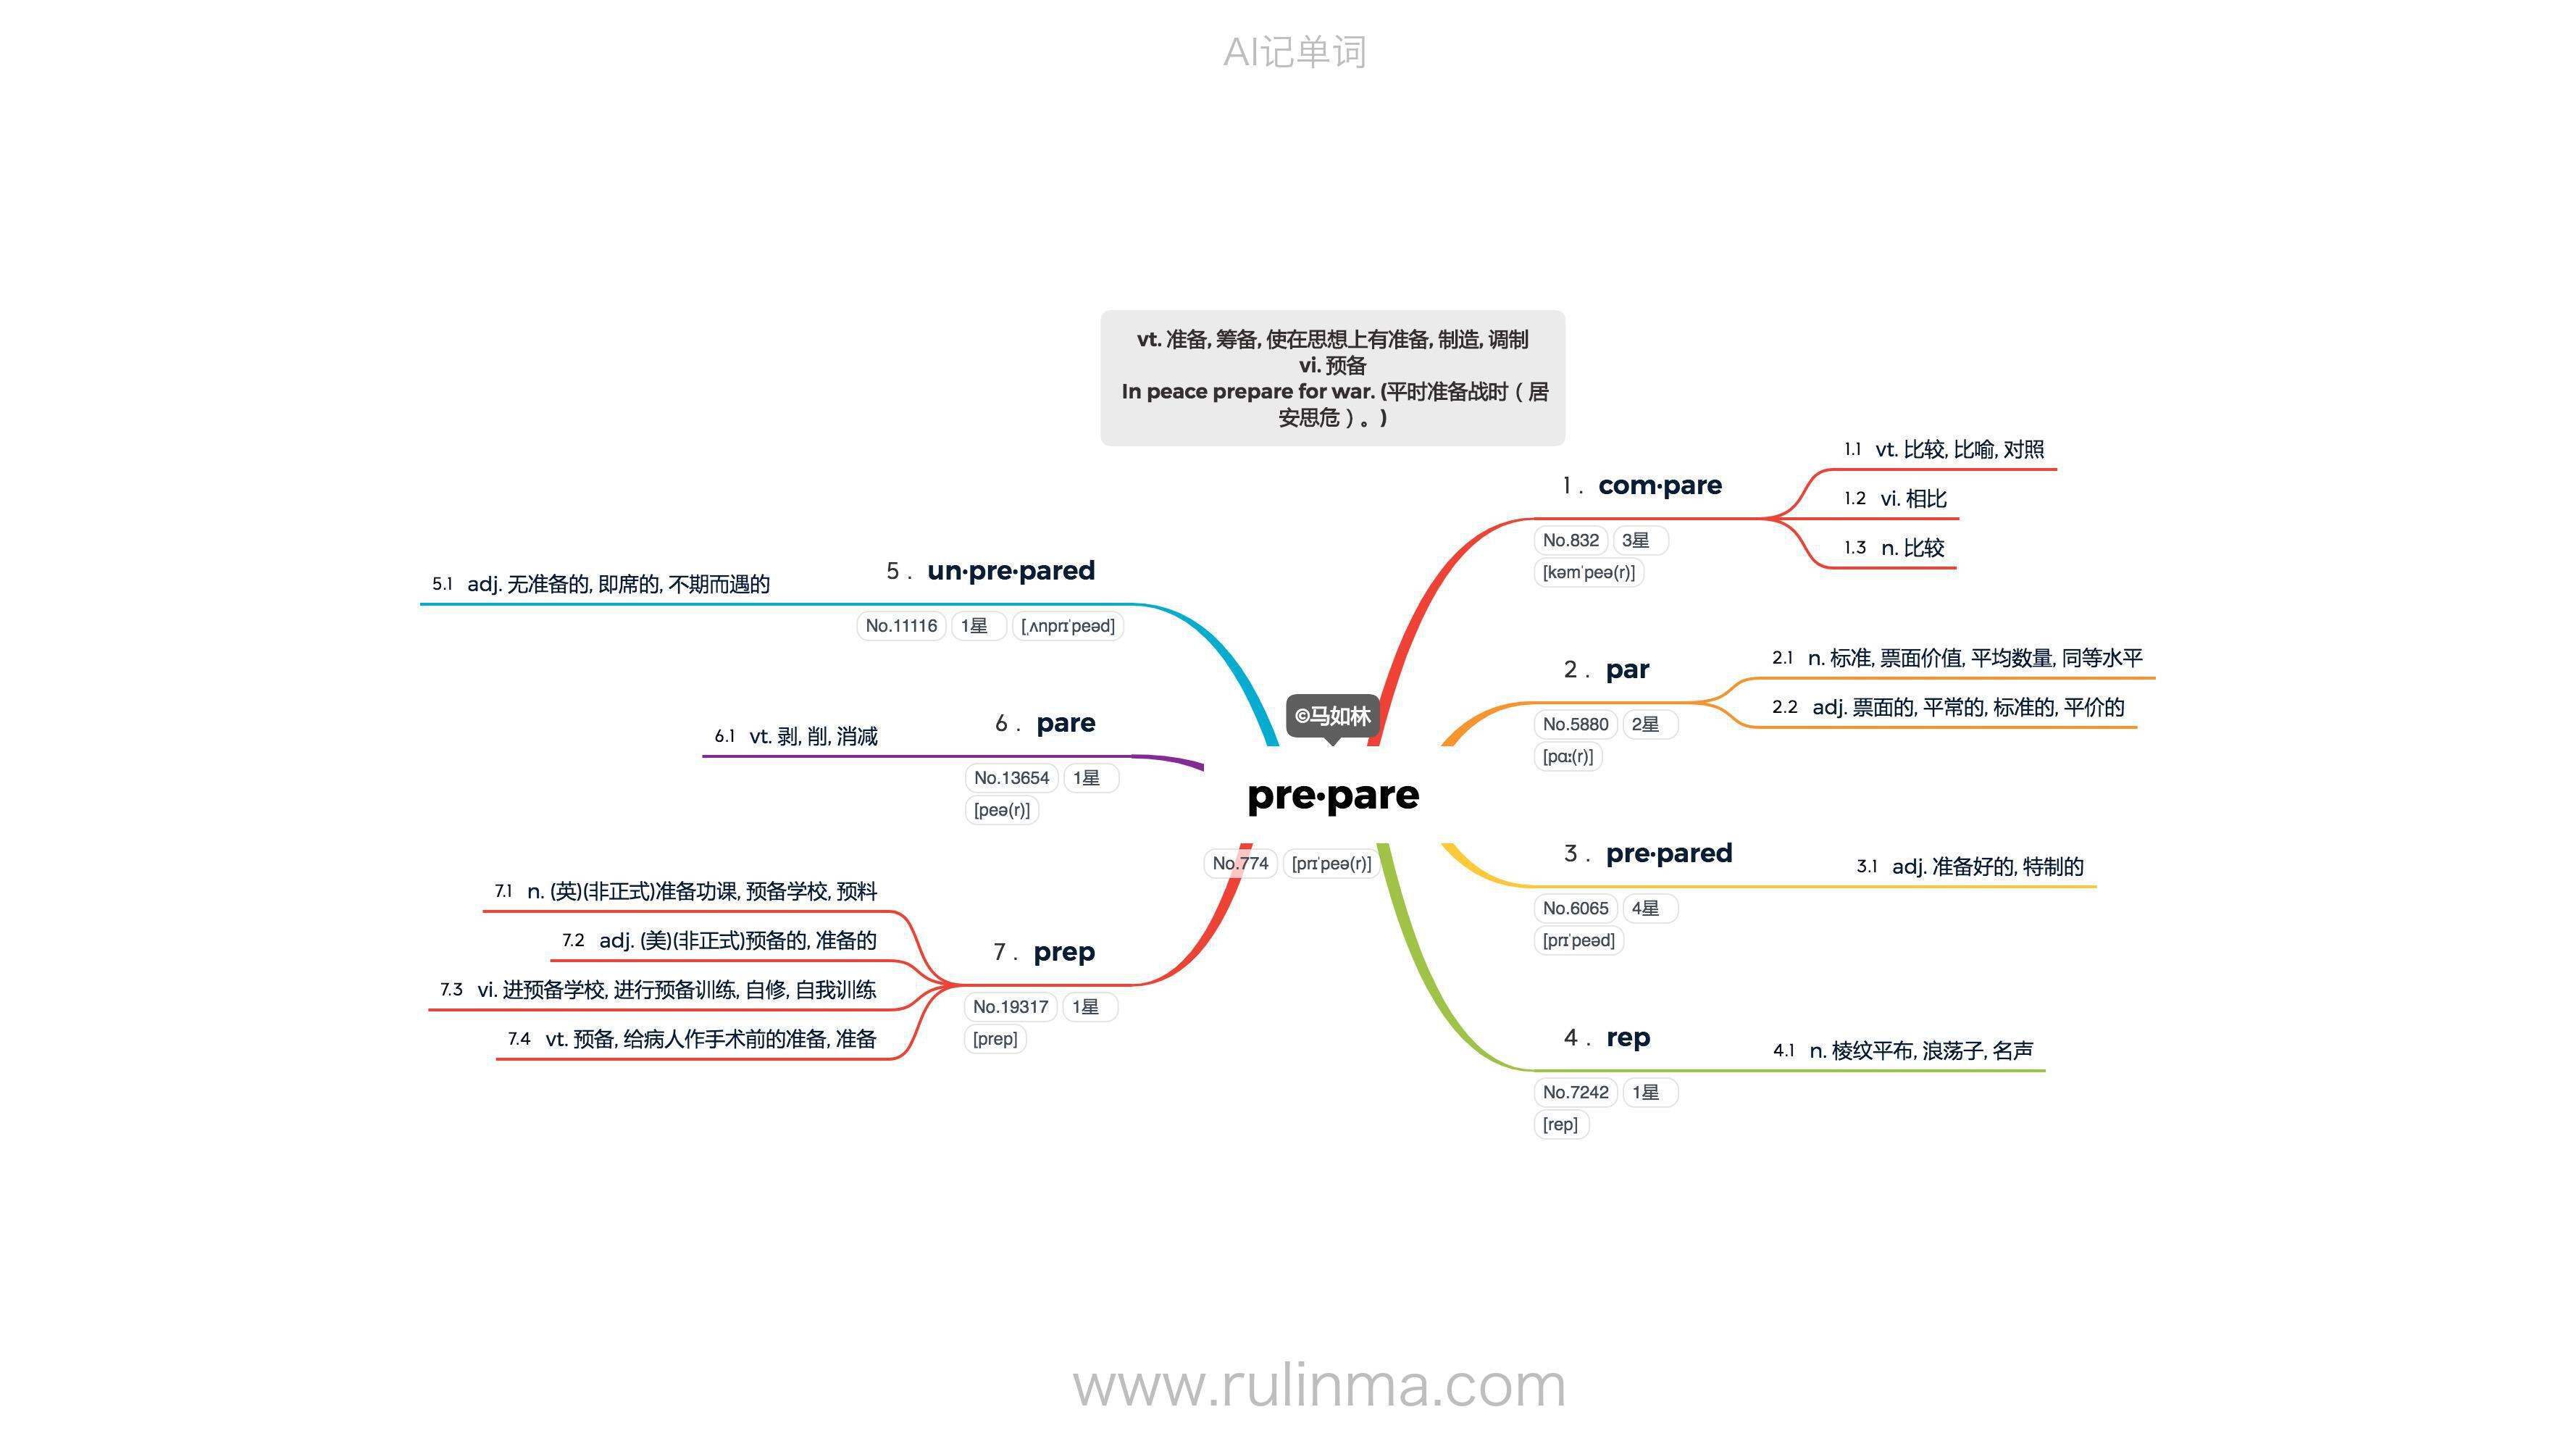 AI记单词
vt. 准备, 筹备, 使在思想上有准备, 制造, 调制
vi. 预备
In peace prepare for war. (平时准备战时（居
安思危）。)
©马如林
pre·pare
No.774 [prɪˈpeə(r)]
1. com·pare
No.832 3星
[kəmˈpeə(r)]
1.1 vt. 比较, 比喻, 对照
1.2 vi. 相比
1.3 n. 比较
2. par
No.5880 2星
[pɑː(r)]
2.1 n. 标准, 票面价值, 平均数量, 同等水平
2.2 adj. 票面的, 平常的, 标准的, 平价的
3. pre·pared
No.6065 4星
[prɪˈpeəd]
3.1 adj. 准备好的, 特制的
4. rep
No.7242 1星
[rep]
4.1 n. 棱纹平布, 浪荡子, 名声
5. un·pre·pared
No.11116 1星 [ˌʌnprɪˈpeəd]
5.1 adj. 无准备的, 即席的, 不期而遇的
6. pare
No.13654 1星
[peə(r)]
6.1 vt. 剥, 削, 消减
7. prep
No.19317 1星
[prep]
7.1 n. (英)(非正式)准备功课, 预备学校, 预料
7.2 adj. (美)(非正式)预备的, 准备的
7.3 vi. 进预备学校, 进行预备训练, 自修, 自我训练
7.4 vt. 预备, 给病人作手术前的准备, 准备
www.rulinma.com